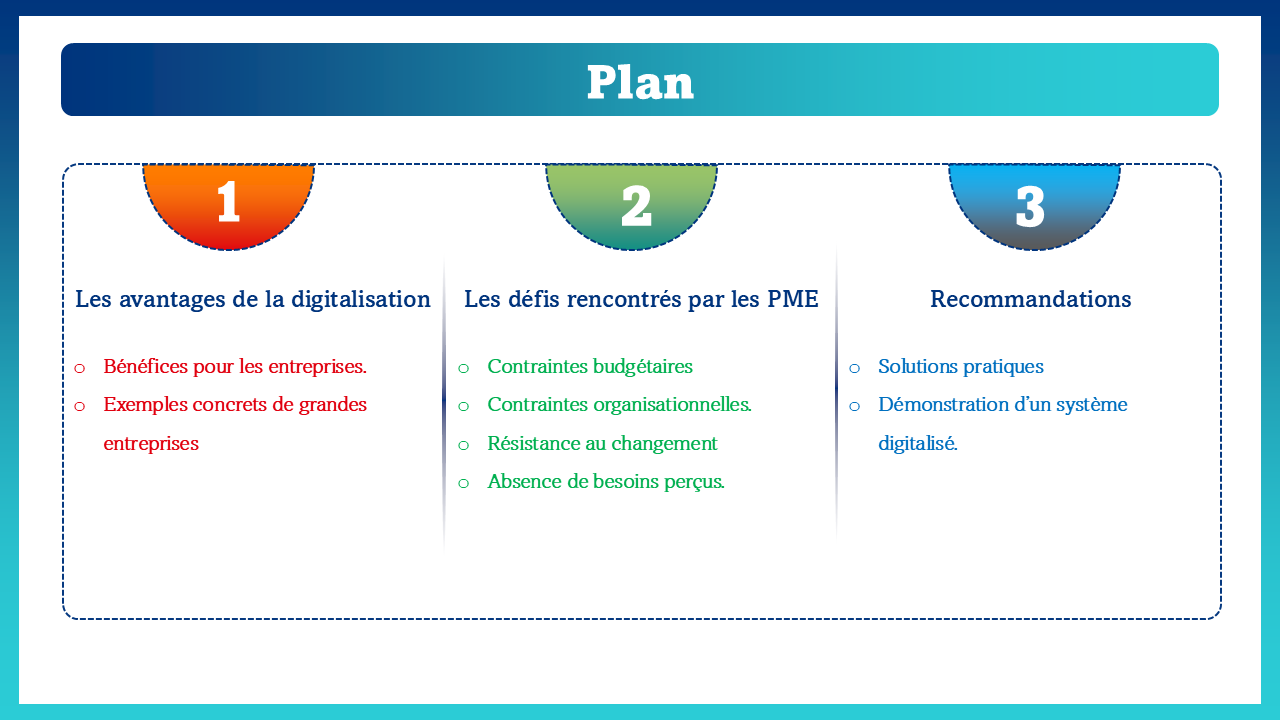 Plan
1
Les avantages de la digitalisation
o Bénéfices pour les entreprises.
o Exemples concrets de grandes
entreprises
2
Les défis rencontrés par les PME
o Contraintes budgétaires
o Contraintes organisationnelles.
o Résistance au changement
o Absence de besoins perçus.
3
Recommandations
o Solutions pratiques
o Démonstration d’un système
digitalisé.